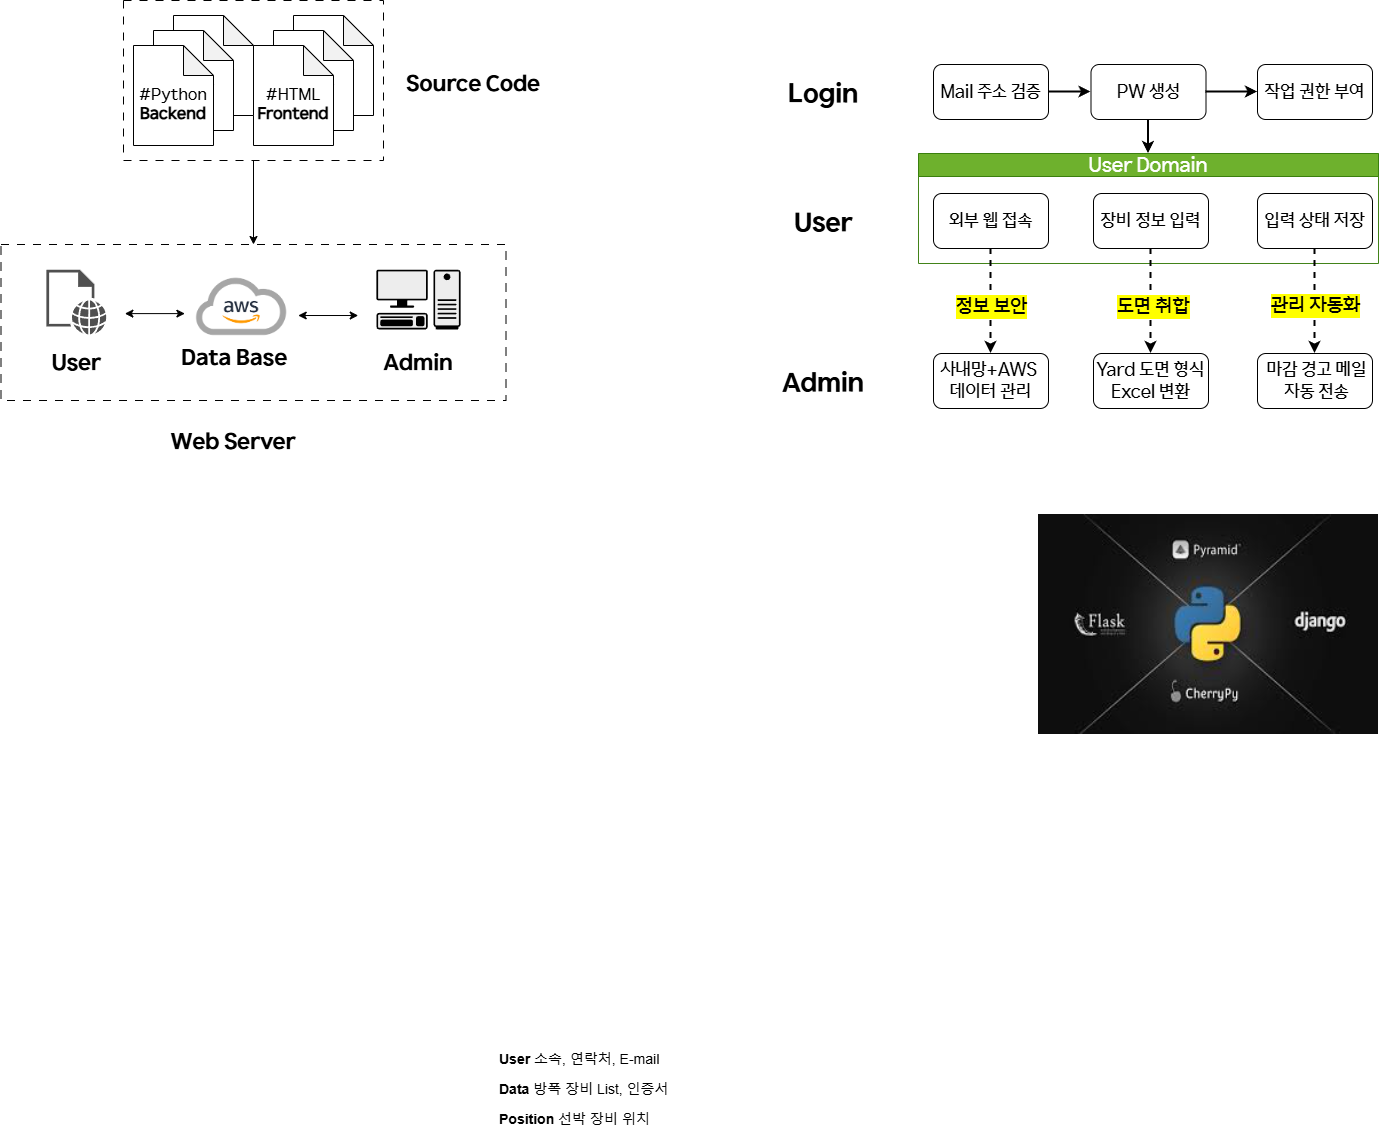 #Python
Backend
#HTML
Frontend
Source Code
User
aws
Data Base
Admin
Web Server
Login
Mail 주소 검증
PW 생성
작업 권한 부여
User Domain
User
외부 웹 접속
장비 정보 입력
입력 상태 저장
정보 보안
도면 취합
관리 자동화
Admin
사내망+AWS
데이터 관리
Yard 도면 형식
Excel 변환
마감 경고 메일
자동 전송
Pyramid
Flask
django
CherryPy
User 소속, 연락처, E-mail
Data 방폭 장비 List, 인증서
Position 선박 장비 위치